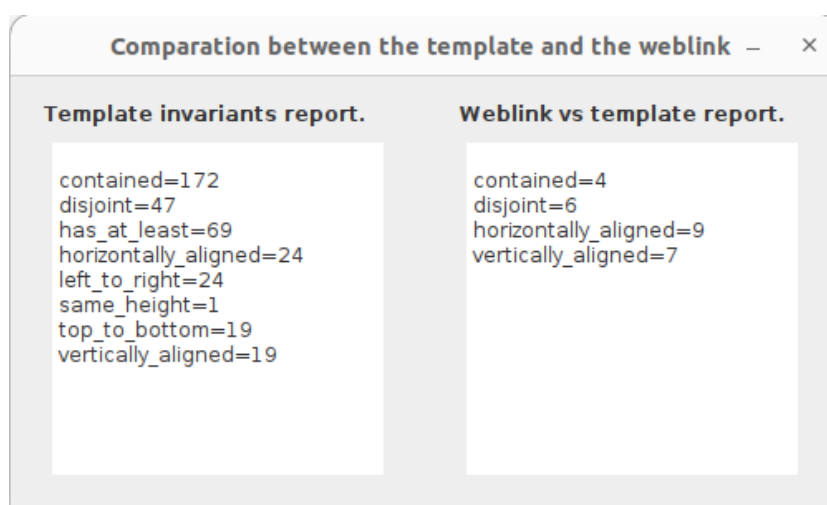 Comparation between the template and the weblink
Template invariants report.
contained=172
disjoint=47
has_at_least=69
horizontally_aligned=24
left_to_right=24
same_height=1
top_to_bottom=19
vertically_aligned=19
Weblink vs template report.
contained=4
disjoint=6
horizontally_aligned=9
vertically_aligned=7